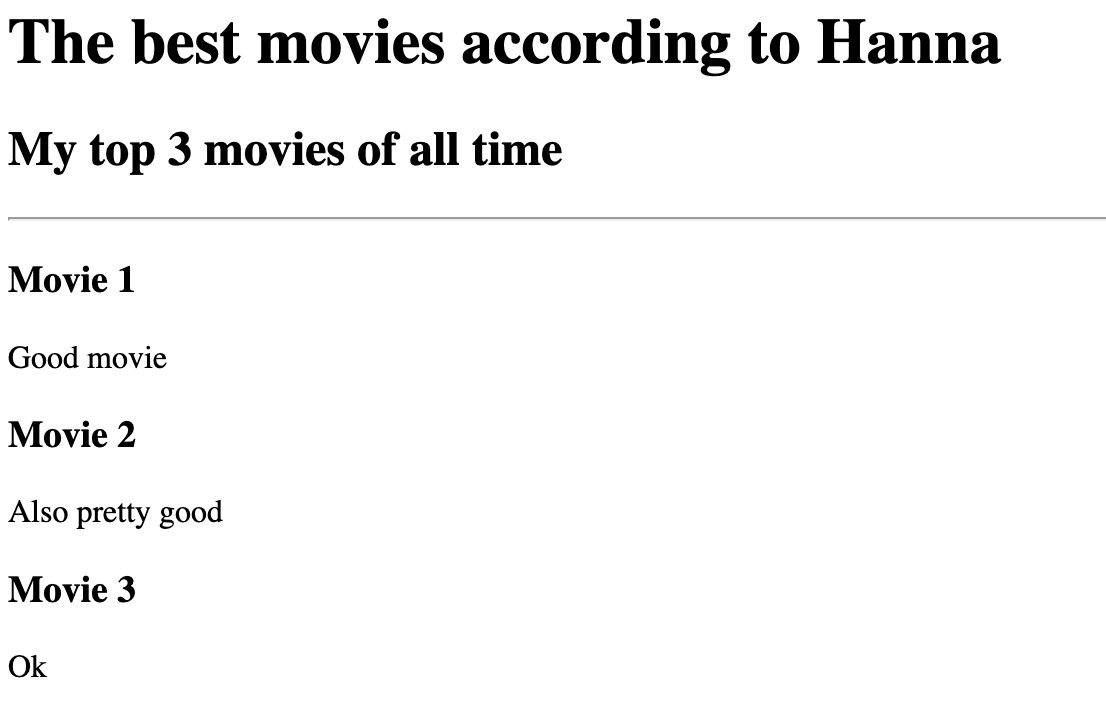 The best movies according to Hanna
My top 3 movies of all time
Movie 1
Good movie
Movie 2
Also pretty good
Movie 3
Ok